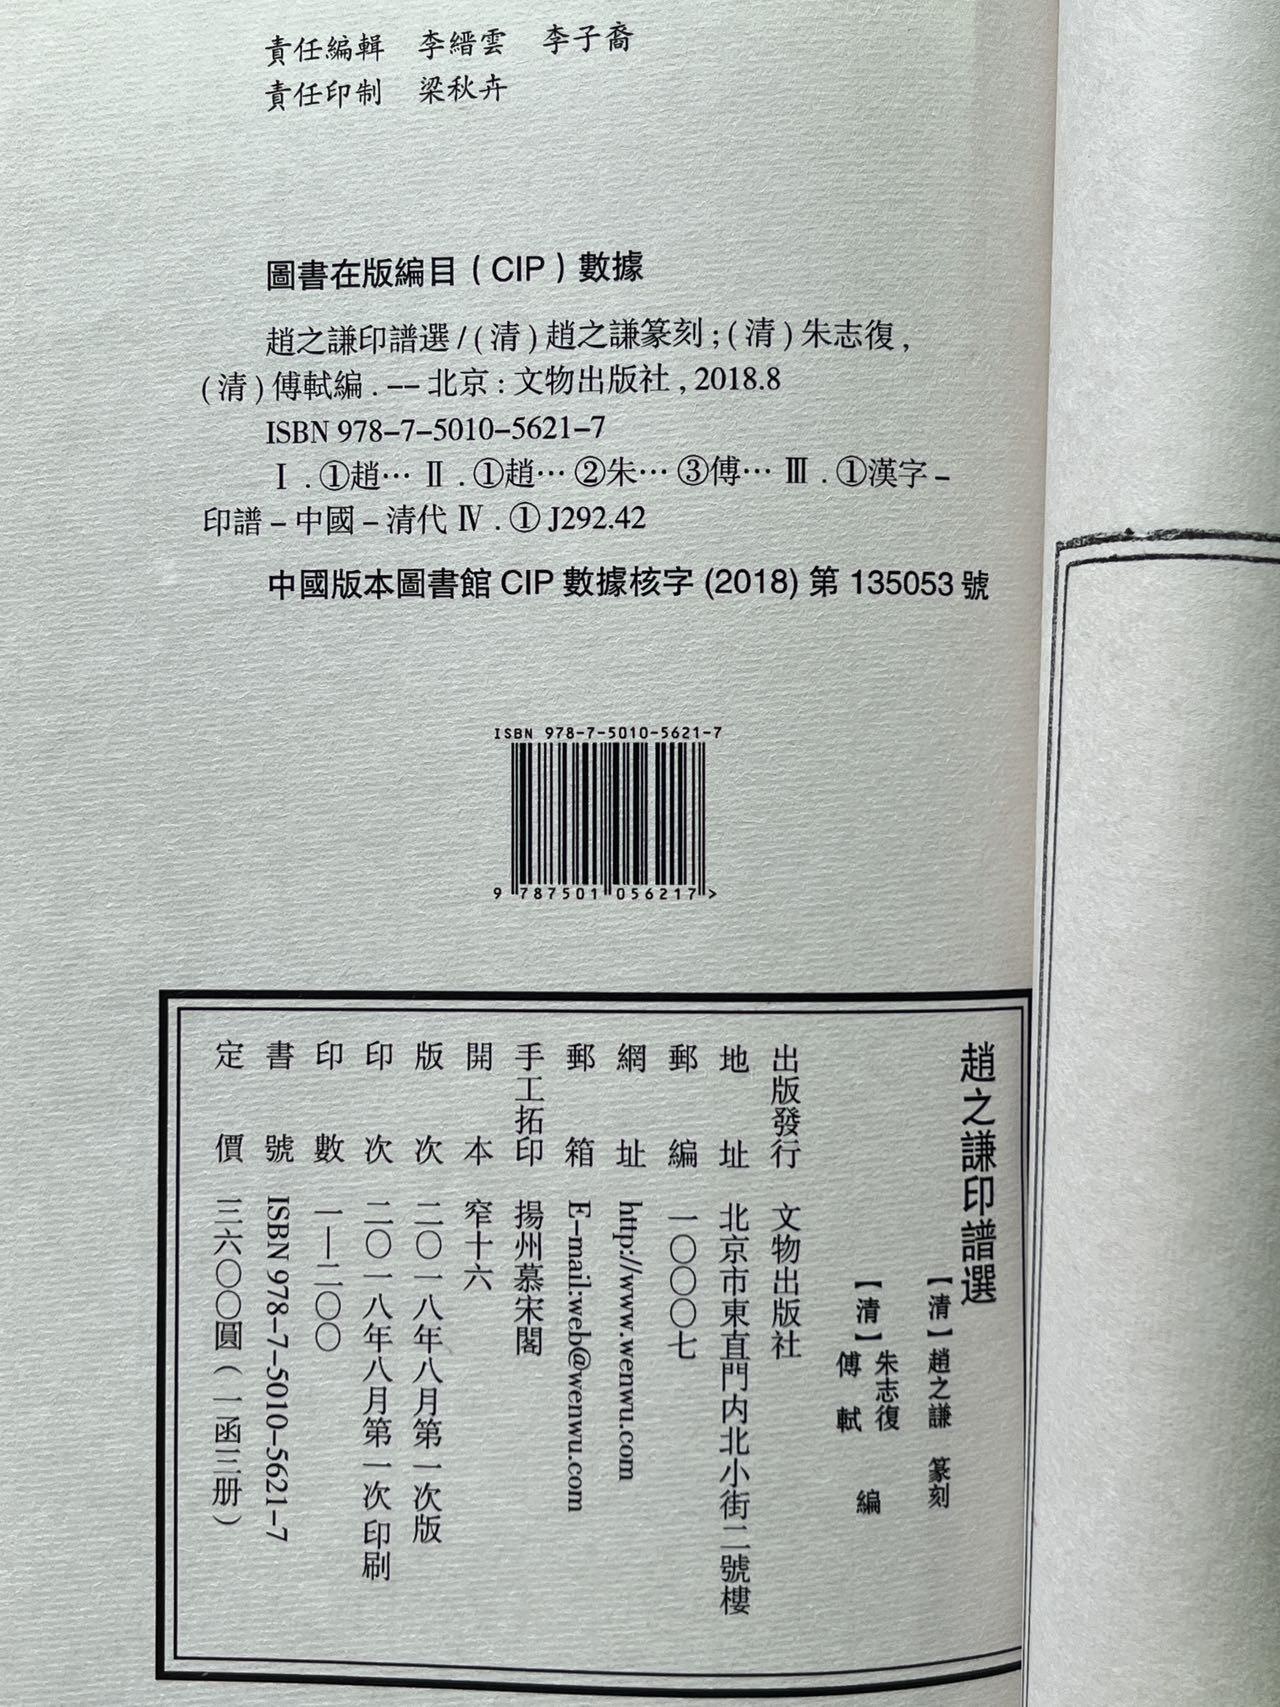 責任編輯　李縉雲　李子裔
責任印制　梁秋卉
圖書在版編目（CIP）數據
趙之謙印譜選 / (清) 趙之謙篆刻 ; (清) 朱志復 ,
(清) 傅軾編 . –– 北京 : 文物出版社 , 2018.8
ISBN 978–7–5010–5621–7
Ⅰ . ①趙… Ⅱ . ①趙… ②朱… ③傅… Ⅲ . ①漢字 –
印譜 – 中國 – 清代 Ⅳ . ① J292.42
中國版本圖書館 CIP 數據核字 (2018) 第 135053 號
ISBN 978-7-5010-5621-7
9 787501 056217 >
趙之謙印譜選
【清】趙之謙　篆刻
【清】朱志復
傅　軾　編
出版發行　文物出版社
地　址　北京市東直門内北小街二號樓
郵　編　一〇〇〇七
網　址　http://www.wenwu.com
郵　箱　E–mail:web@wenwu.com
手工拓印　揚州慕宋閣
開　本　窄十六
版　次　二〇一八年八月第一次版
印　次　二〇一八年八月第一次印刷
印　數　一—二〇〇
書　號　ISBN 978–7–5010–5621–7
定　價　三六〇〇圓（一函三册）